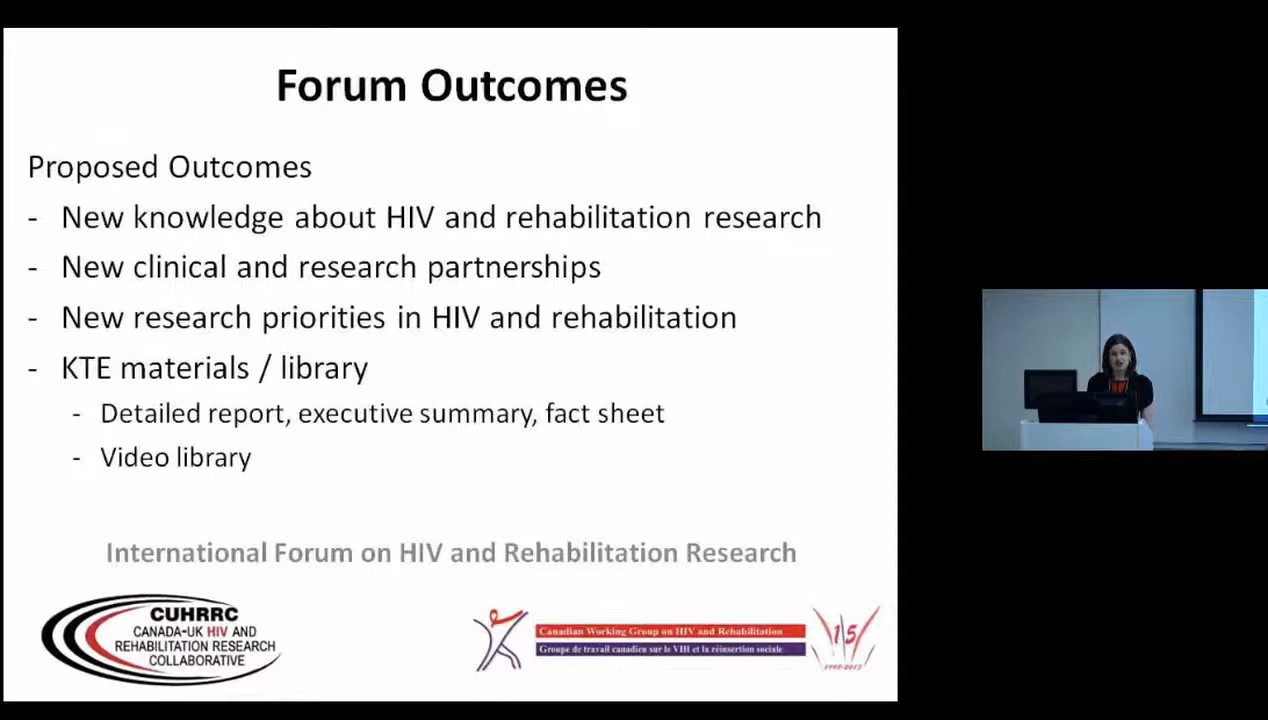 Forum Outcomes
Proposed Outcomes
- New knowledge about HIV and rehabilitation research
- New clinical and research partnerships
- New research priorities in HIV and rehabilitation
- KTE materials / library
- Detailed report, executive summary, fact sheet
- Video library
International Forum on HIV and Rehabilitation Research
CUHRRC
CANADA-UK HIV AND
REHABILITATION RESEARCH
COLLABORATIVE
Canadian Working Group on HIV and Rehabilitation
Groupe de travail canadien sur le VIH et la réinsertion sociale
15